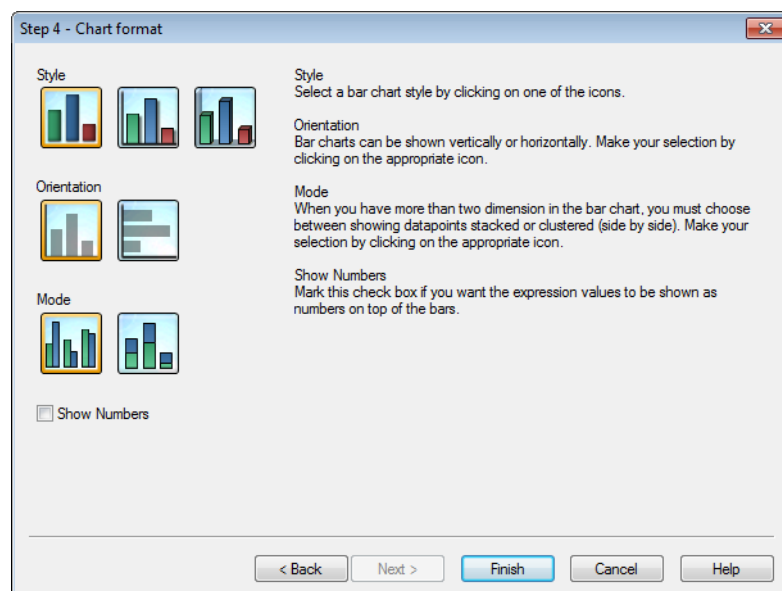 Step 4 - Chart format
Style
Orientation
Mode
Show Numbers
Style
Select a bar chart style by clicking on one of the icons.
Orientation
Bar charts can be shown vertically or horizontally. Make your selection by
clicking on the appropriate icon.
Mode
When you have more than two dimension in the bar chart, you must choose
between showing datapoints stacked or clustered (side by side). Make your
selection by clicking on the appropriate icon.
Show Numbers
Mark this check box if you want the expression values to be shown as
numbers on top of the bars.
< Back
Next >
Finish
Cancel
Help